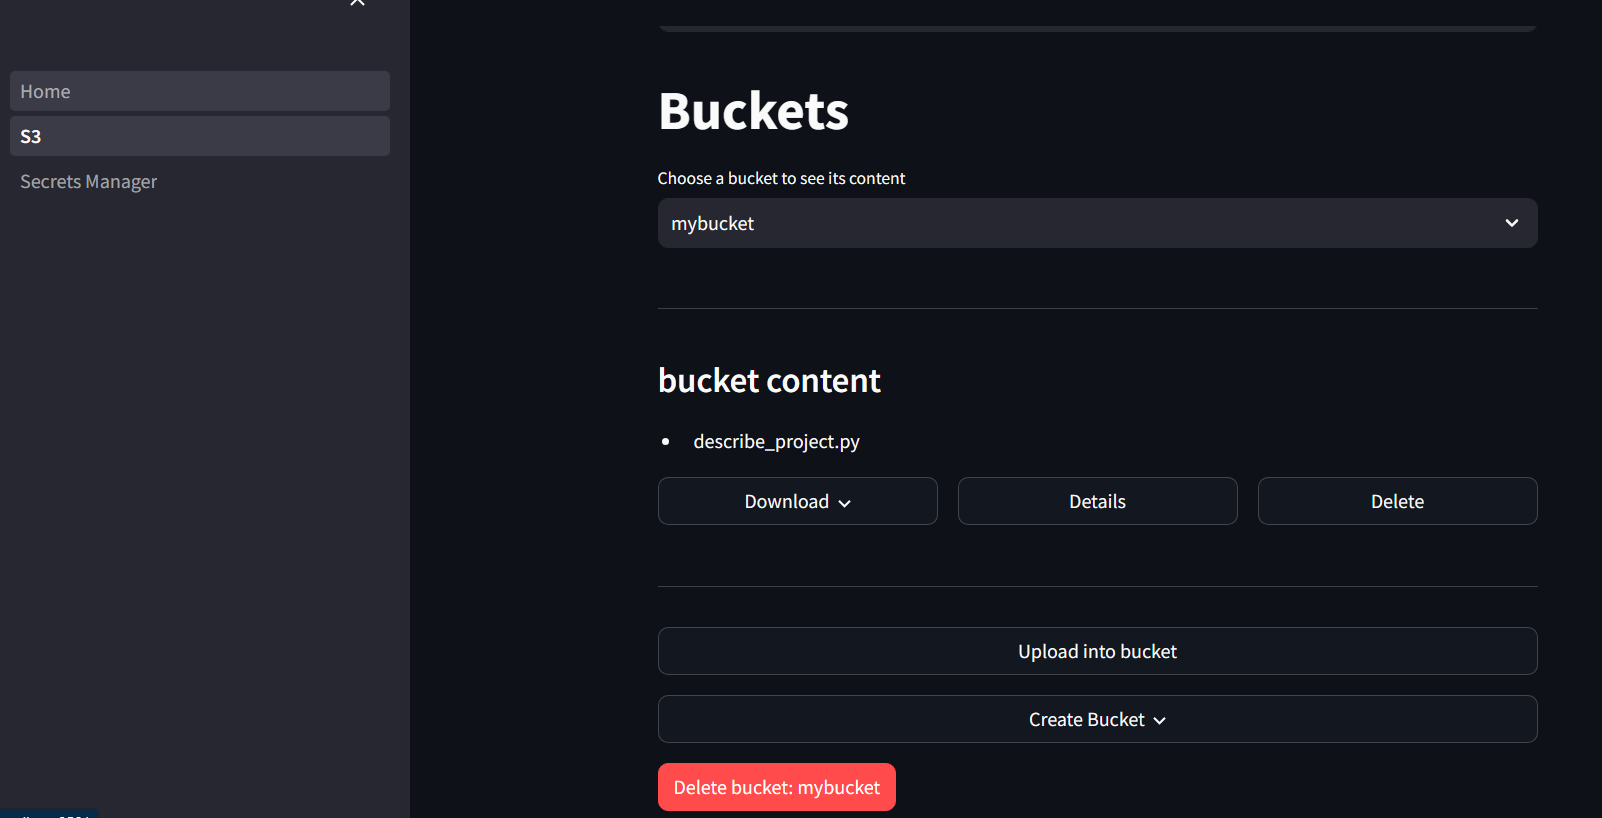 Home
S3
Secrets Manager
Buckets
Choose a bucket to see its content
mybucket
bucket content
describe_project.py
Download
Details
Delete
Upload into bucket
Create Bucket
Delete bucket: mybucket